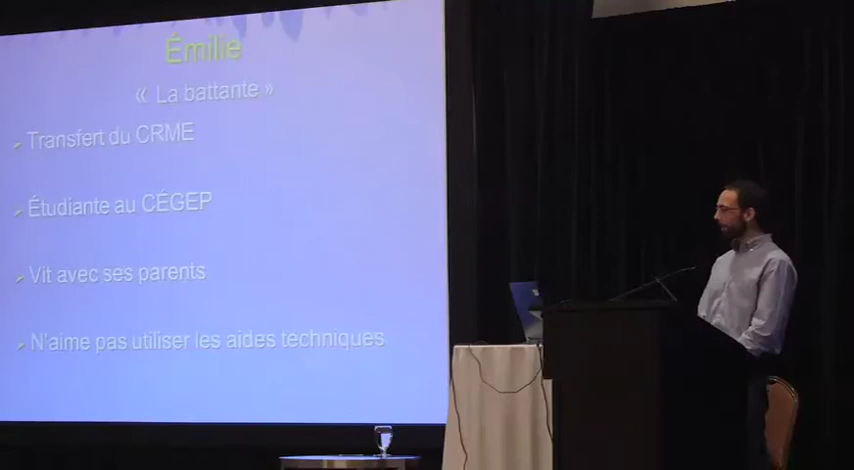 Émilie
« La battante »
Transfert du CRME
Étudiante au CÉGEP
Vit avec ses parents
N'aime pas utiliser les aides techniques